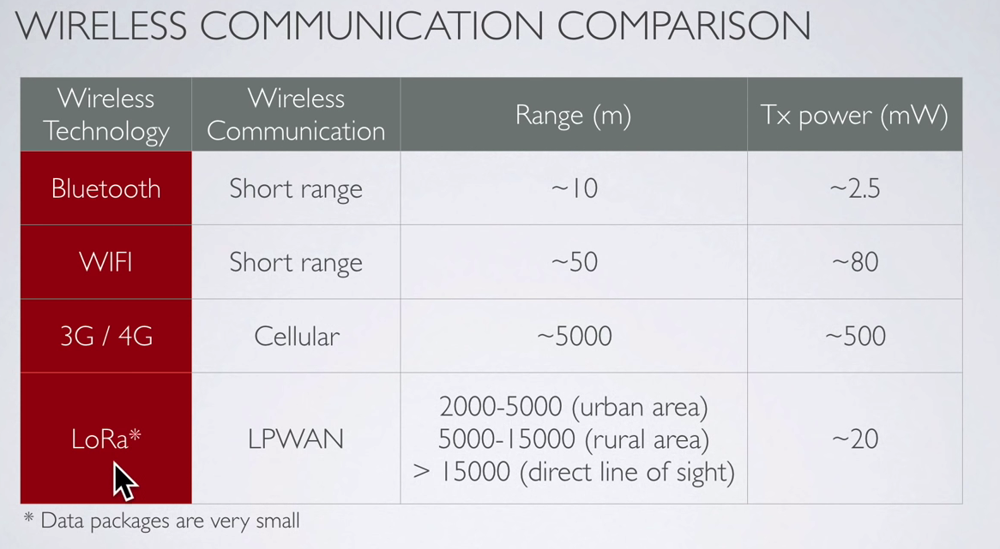 WIRELESS COMMUNICATION COMPARISON
Wireless
Technology
Wireless
Communication
Range (m)
Tx power (mW)
Bluetooth
Short range
~10
~2.5
WIFI
Short range
~50
~80
3G / 4G
Cellular
~5000
~500
LoRa*
LPWAN
2000-5000 (urban area)
5000-15000 (rural area)
> 15000 (direct line of sight)
~20
* Data packages are very small